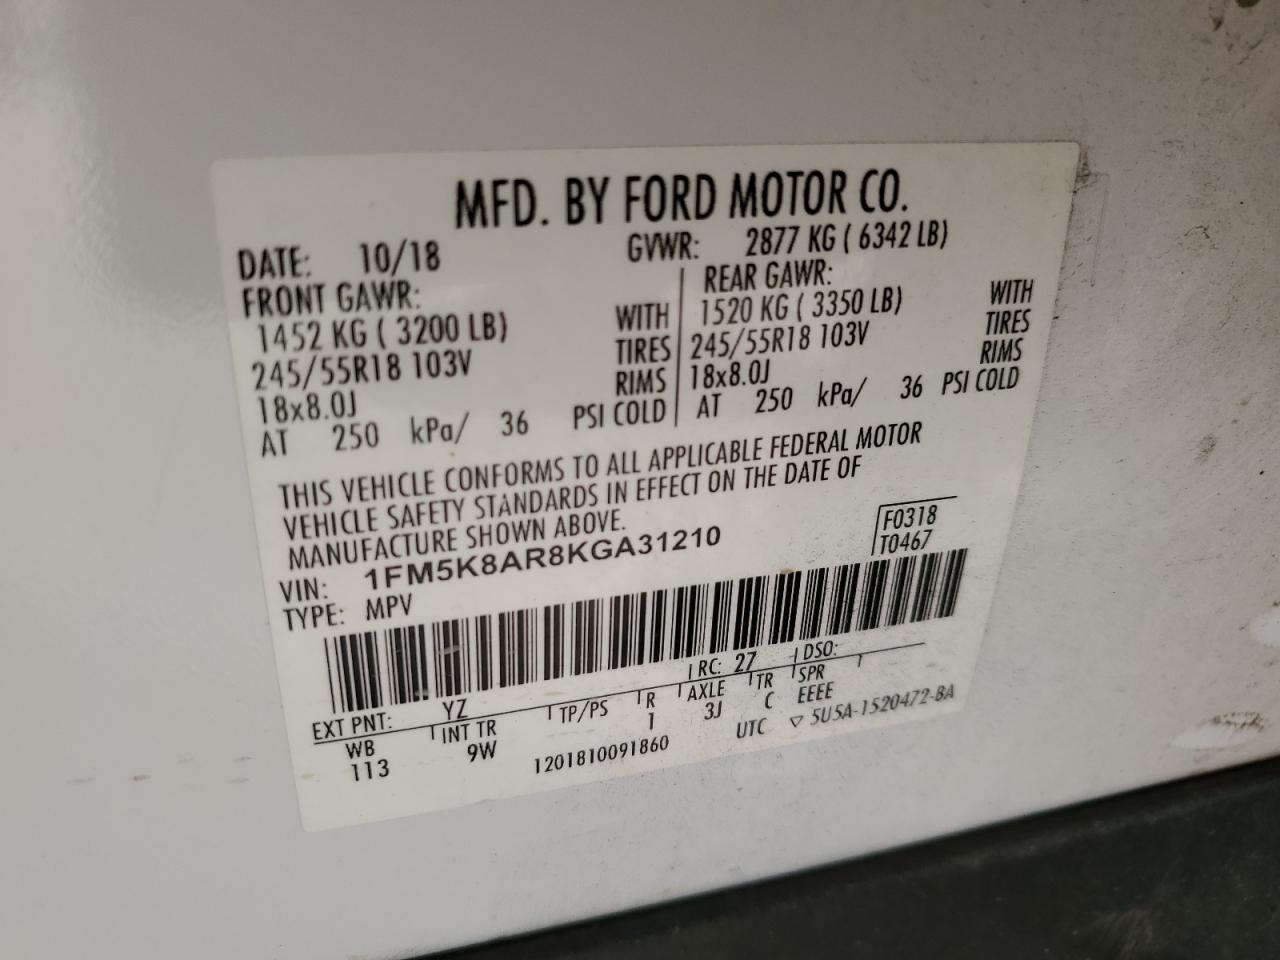 MFD. BY FORD MOTOR CO.
DATE: 10/18 GVWR: 2877 KG ( 6342 LB)
FRONT GAWR: REAR GAWR:
1452 KG ( 3200 LB) WITH 1520 KG ( 3350 LB) WITH
245/55R18 103V TIRES 245/55R18 103V TIRES
18x8.0J RIMS 18x8.0J RIMS
AT 250 kPa/ 36 PSI COLD AT 250 kPa/ 36 PSI COLD
THIS VEHICLE CONFORMS TO ALL APPLICABLE FEDERAL MOTOR
VEHICLE SAFETY STANDARDS IN EFFECT ON THE DATE OF
MANUFACTURE SHOWN ABOVE.
F0318
VIN: 1FM5K8AR8KGA31210 T0467
TYPE: MPV
EXT PNT: YZ RC: 27 DSO:
WB INT TR TP/PS R AXLE TR SPR
113 9W 1 3J C EEEE
1201810091860 UTC ▽ 5U5A-1520472-BA